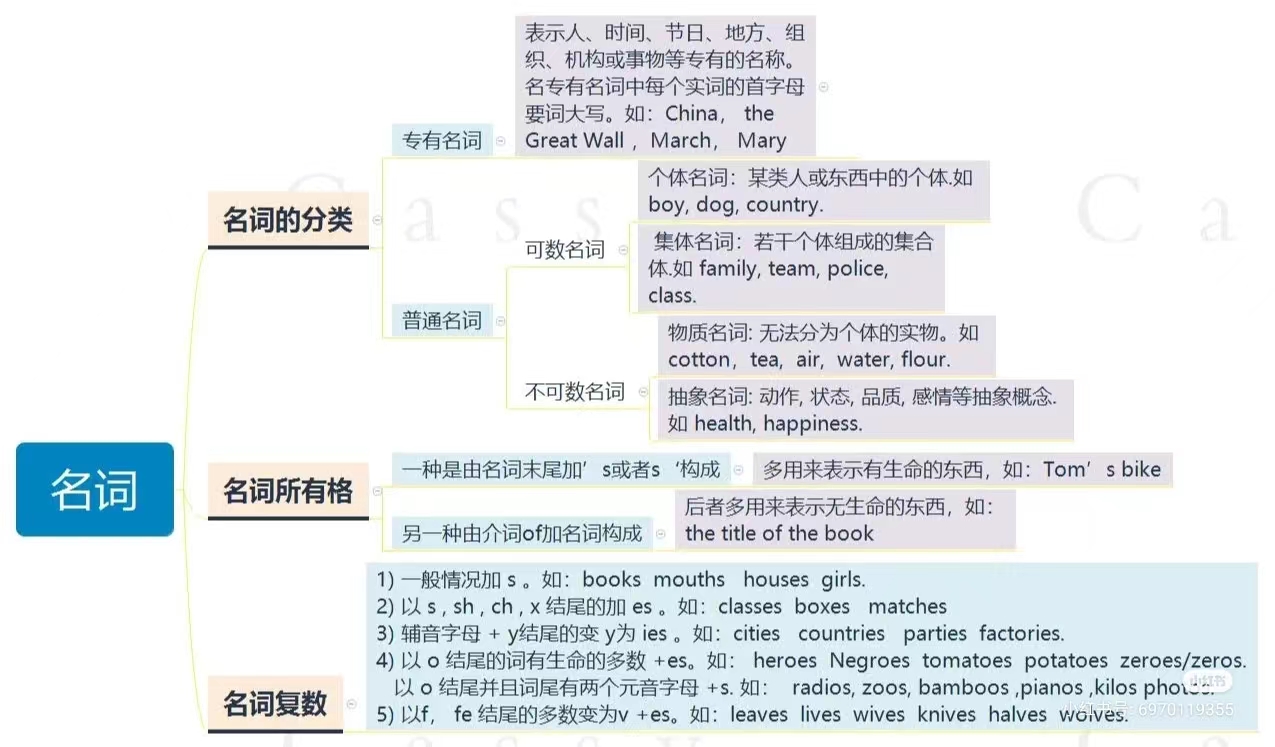 表示人、时间、节日、地方、组
织、机构或事物等专有的名称。
名专有名词中每个实词的首字母
要词大写。如：China， the
Great Wall ，March， Mary
专有名词
个体名词：某类人或东西中的个体.如
boy, dog, country.
名词的分类
可数名词
集体名词：若干个体组成的集合
体.如 family, team, police,
class.
普通名词
物质名词: 无法分为个体的实物。如
cotton，tea，air，water, flour.
不可数名词
抽象名词: 动作, 状态, 品质, 感情等抽象概念.
如 health, happiness.
名词
名词所有格
一种是由名词末尾加’s或者s‘构成
多用来表示有生命的东西，如：Tom’s bike
另一种由介词of加名词构成
后者多用来表示无生命的东西，如：
the title of the book
名词复数
1) 一般情况加 s 。如：books mouths houses girls.
2) 以 s , sh , ch , x 结尾的加 es 。如：classes boxes matches
3) 辅音字母 + y结尾的变 y为 ies 。如：cities countries parties factories.
4) 以 o 结尾的词有生命的多数 +es。如： heroes Negroes tomatoes potatoes zeroes/zeros.
以 o 结尾并且词尾有两个元音字母 +s. 如： radios, zoos, bamboos ,pianos ,kilos photos.
5) 以f， fe 结尾的多数变为v +es。如：leaves lives wives knives halves wolves.
小红书
小红书号: 6970119355
C a s s
C a